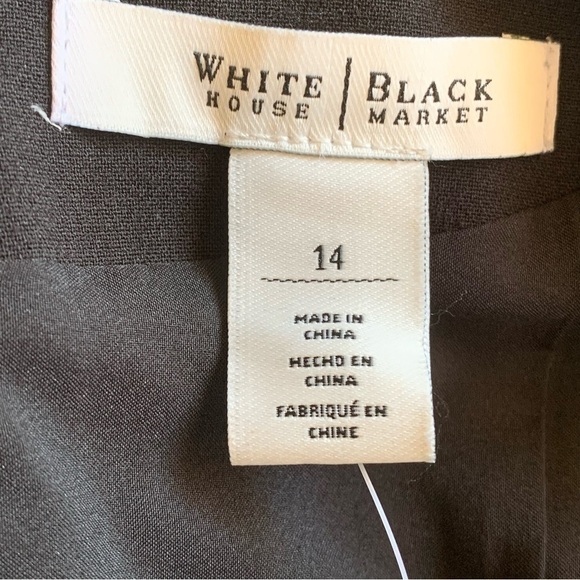 WHITE | BLACK
HOUSE | MARKET
14
MADE IN
CHINA
HECHO EN
CHINA
FABRIQUÉ EN
CHINE